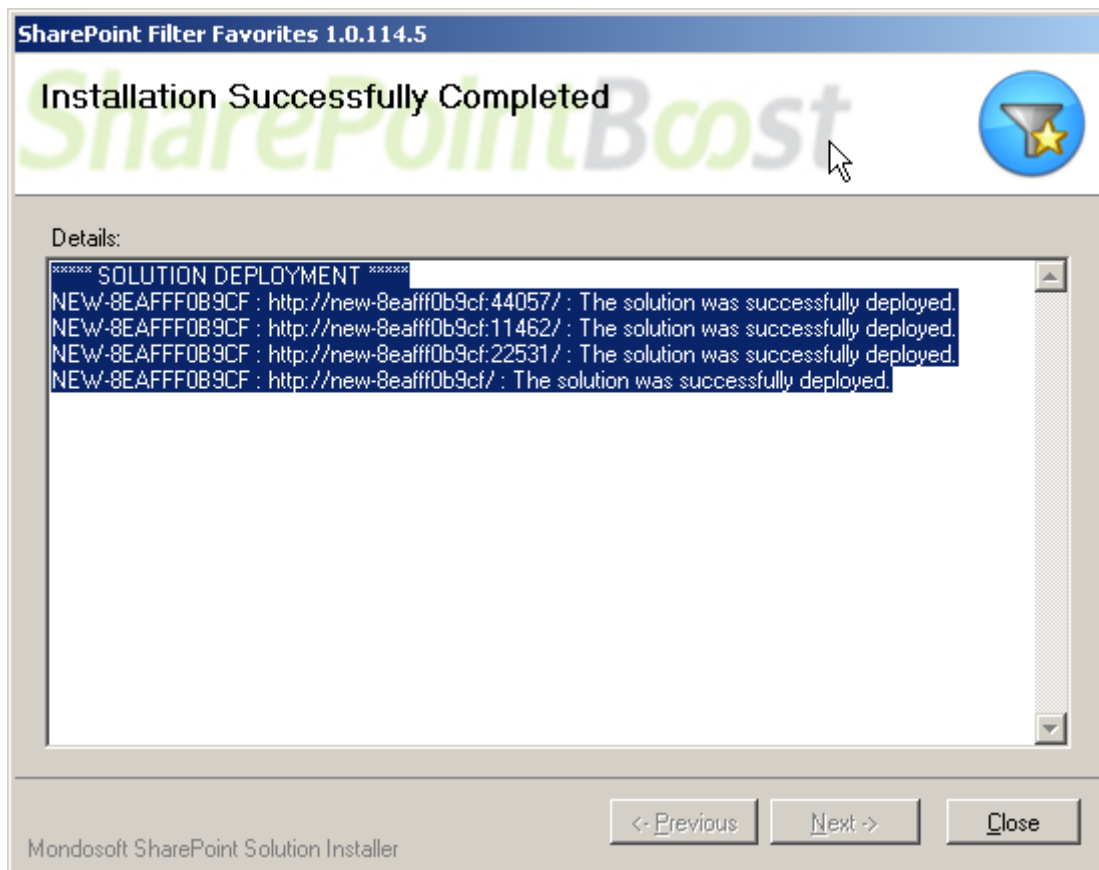 SharePoint Filter Favorites 1.0.114.5
Installation Successfully Completed
SharePointBoost
Details:
***** SOLUTION DEPLOYMENT *****
NEW-8EAFFF0B9CF : http://new-8eafff0b9cf:44057/ : The solution was successfully deployed.
NEW-8EAFFF0B9CF : http://new-8eafff0b9cf:11462/ : The solution was successfully deployed.
NEW-8EAFFF0B9CF : http://new-8eafff0b9cf:22531/ : The solution was successfully deployed.
NEW-8EAFFF0B9CF : http://new-8eafff0b9cf/ : The solution was successfully deployed.
<- Previous
Next ->
Close
Mondosoft SharePoint Solution Installer